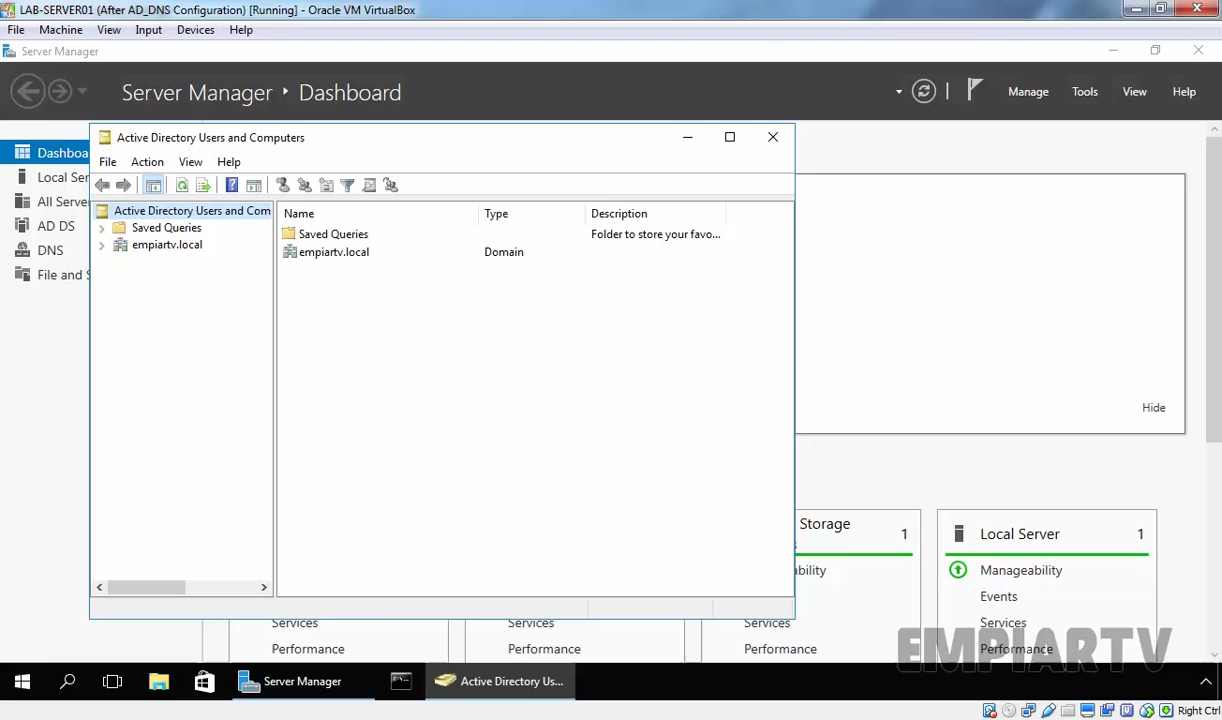 LAB-SERVER01 (After AD_DNS Configuration) [Running] - Oracle VM VirtualBox
File Machine View Input Devices Help
Server Manager
Server Manager Dashboard
Manage Tools View Help
Active Directory Users and Computers
File Action View Help
Dashboa
Local Ser
All Serve
AD DS
DNS
File and S
Active Directory Users and Com
Saved Queries
empiartv.local
Name Type Description
Saved Queries Folder to store your favo...
empiartv.local Domain
Hide
Storage 1
ability
Services
Performance
Services
Performance
Services
Performance
Local Server 1
Manageability
Events
Services
Performance
EMPIARTV
Server Manager
Active Directory Us...
Right Ctrl